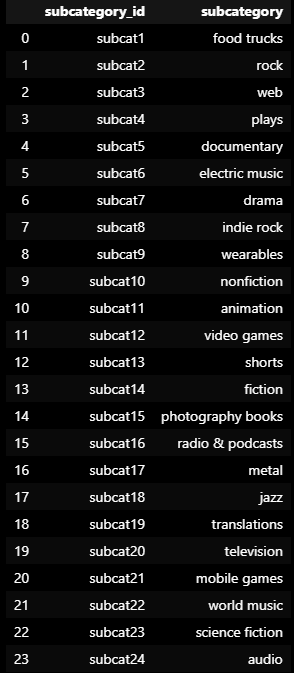 subcategory_id subcategory
0 subcat1 food trucks
1 subcat2 rock
2 subcat3 web
3 subcat4 plays
4 subcat5 documentary
5 subcat6 electric music
6 subcat7 drama
7 subcat8 indie rock
8 subcat9 wearables
9 subcat10 nonfiction
10 subcat11 animation
11 subcat12 video games
12 subcat13 shorts
13 subcat14 fiction
14 subcat15 photography books
15 subcat16 radio & podcasts
16 subcat17 metal
17 subcat18 jazz
18 subcat19 translations
19 subcat20 television
20 subcat21 mobile games
21 subcat22 world music
22 subcat23 science fiction
23 subcat24 audio